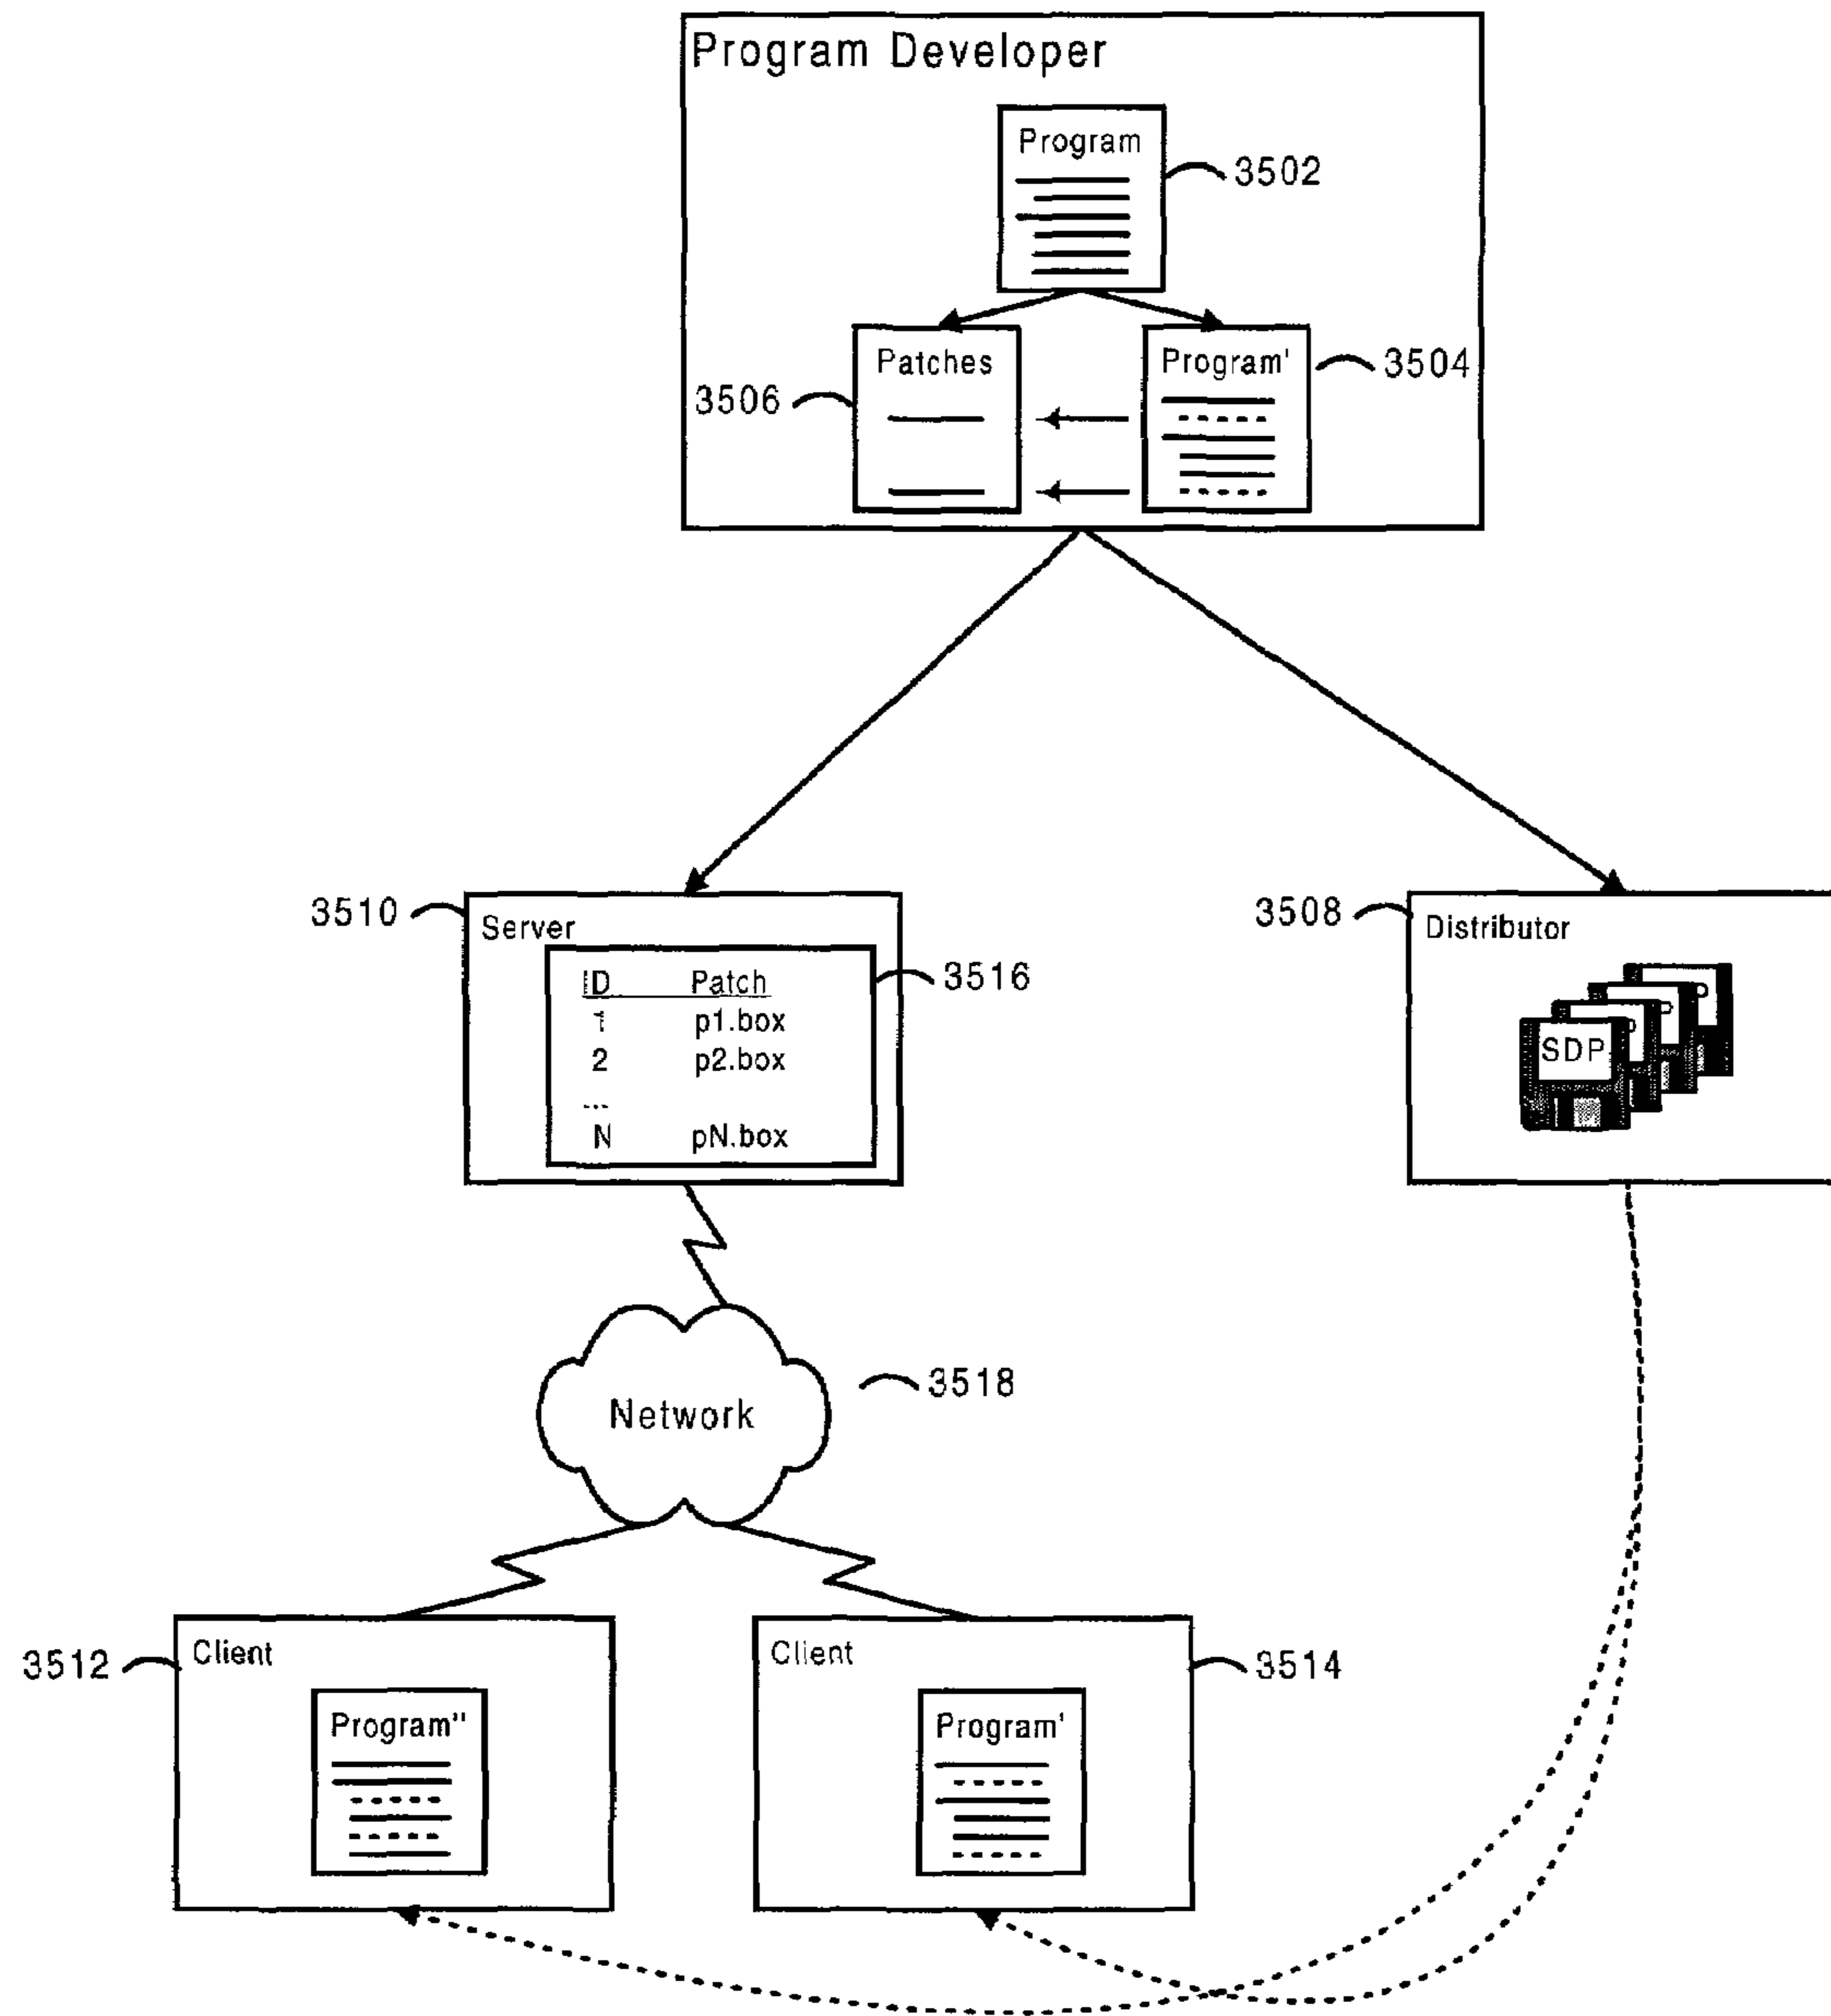 Program Developer
Program
3502
Patches
Program'
3504
3506
3510
Server
3508
Distributor
ID Patch
3516
1 p1.box
2 p2.box
...
N pN.box
SDP
3518
Network
3512
Client
Client
3514
Program"
Program'